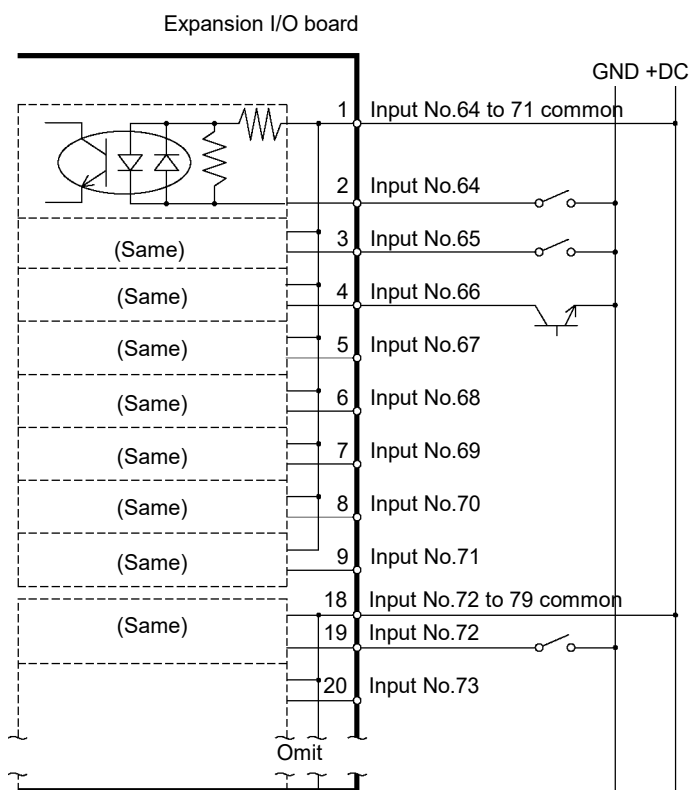 Expansion I/O board
GND +DC
1 Input No.64 to 71 common
2 Input No.64
(Same) 3 Input No.65
(Same) 4 Input No.66
(Same) 5 Input No.67
(Same) 6 Input No.68
(Same) 7 Input No.69
(Same) 8 Input No.70
(Same) 9 Input No.71
18 Input No.72 to 79 common
(Same)
19 Input No.72
20 Input No.73
Omit